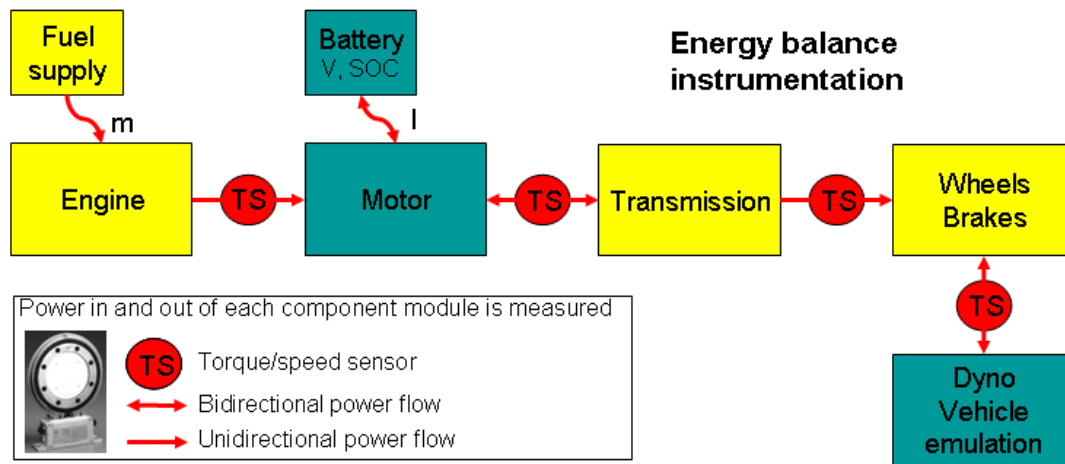 Fuel
supply
Battery
V, SOC
Energy balance
instrumentation
m
I
Engine
TS
Motor
TS
Transmission
TS
Wheels
Brakes
TS
Dyno
Vehicle
emulation
Power in and out of each component module is measured
TS
Torque/speed sensor
Bidirectional power flow
Unidirectional power flow